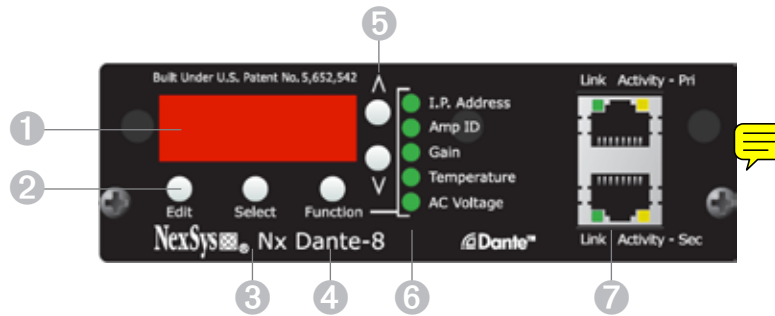 5
Built Under U.S. Patent No. 5,652,542
Link Activity - Pri
Λ
I.P. Address
1
Amp ID
Gain
2
Temperature
V
AC Voltage
Edit Select Function
NexSys®, Nx Dante-8
Dante™
Link Activity - Sec
3 4 6 7